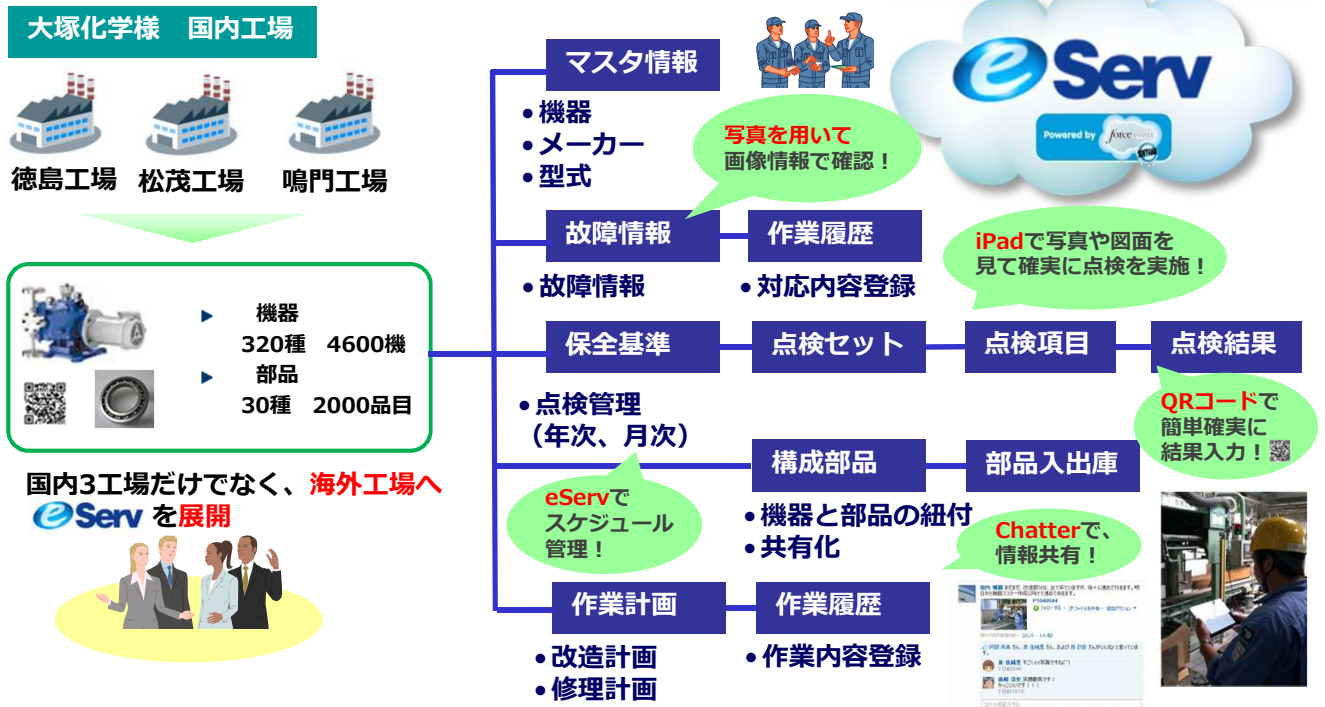 大塚化学様　国内工場
徳島工場
松茂工場
鳴門工場
機器
320種　4600機
部品
30種　2000品目
国内3工場だけでなく、海外工場へ
eServ を展開
マスタ情報
•機器
•メーカー
•型式
写真を用いて
画像情報で確認！
eServ
Powered by force
故障情報
作業履歴
•故障情報
•対応内容登録
iPadで写真や図面を
見て確実に点検を実施！
保全基準
点検セット
点検項目
点検結果
•点検管理
（年次、月次）
QRコードで
簡単確実に
結果入力！
eServで
スケジュール
管理！
構成部品
部品入出庫
•機器と部品の紐付
•共有化
Chatterで、
情報共有！
作業計画
作業履歴
•改造計画
•修理計画
•作業内容登録
P1040544